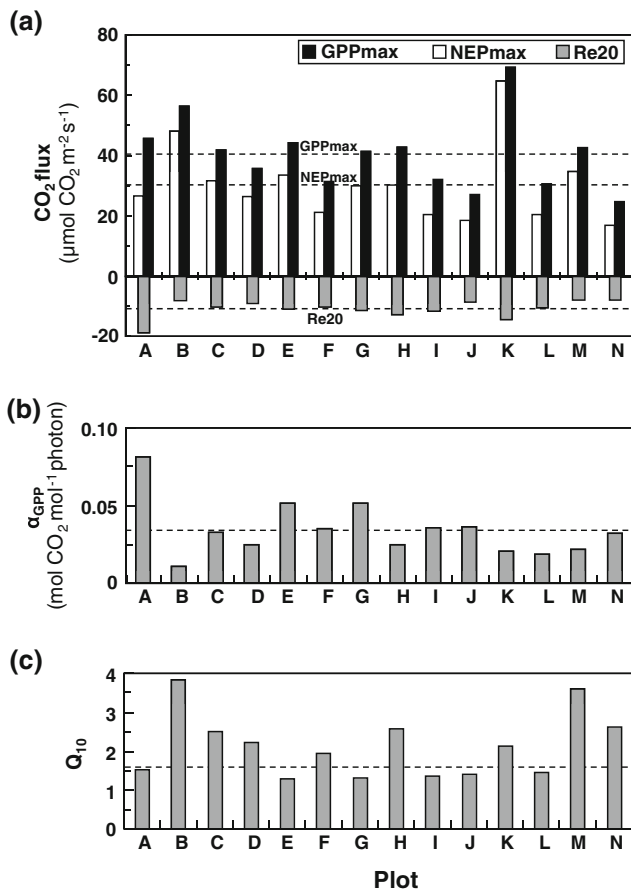 (a)
80
60
40
20
0
-20
CO2 flux
(µmol CO2 m-2 s-1)
GPPmax NEPmax Re20
GPPmax
NEPmax
Re20
A B C D E F G H I J K L M N
(b)
0.10
0.05
0
αGPP
(mol CO2 mol-1 photon)
A B C D E F G H I J K L M N
(c)
4
3
2
1
0
Q10
A B C D E F G H I J K L M N
Plot